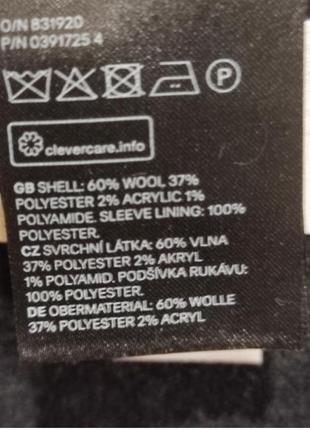 O/N 831920
P/N 0391725 4
P
clevercare.info
GB SHELL: 60% WOOL 37%
POLYESTER 2% ACRYLIC 1%
POLYAMIDE. SLEEVE LINING: 100%
POLYESTER.
CZ SVRCHNÍ LÁTKA: 60% VLNA
37% POLYESTER 2% AKRYL
1% POLYAMID. PODŠÍVKA RUKÁVU:
100% POLYESTER.
DE OBERMATERIAL: 60% WOLLE
37% POLYESTER 2% ACRYL